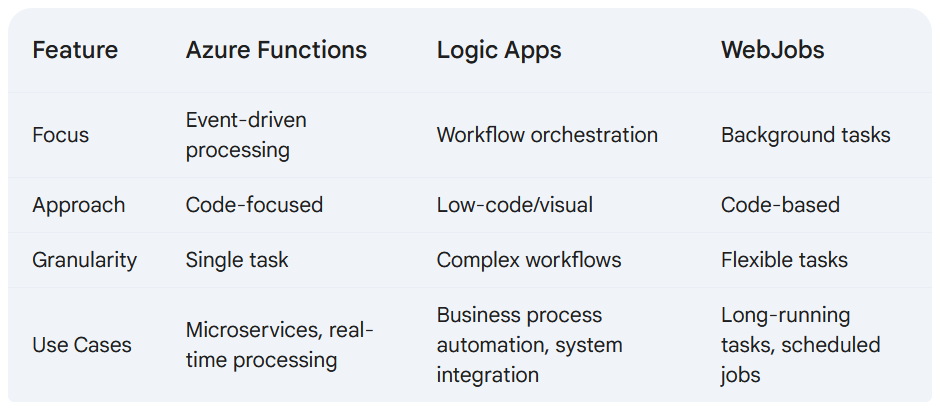 Feature Azure Functions Logic Apps WebJobs
Focus Event-driven processing Workflow orchestration Background tasks
Approach Code-focused Low-code/visual Code-based
Granularity Single task Complex workflows Flexible tasks
Use Cases Microservices, real-time processing Business process automation, system integration Long-running tasks, scheduled jobs